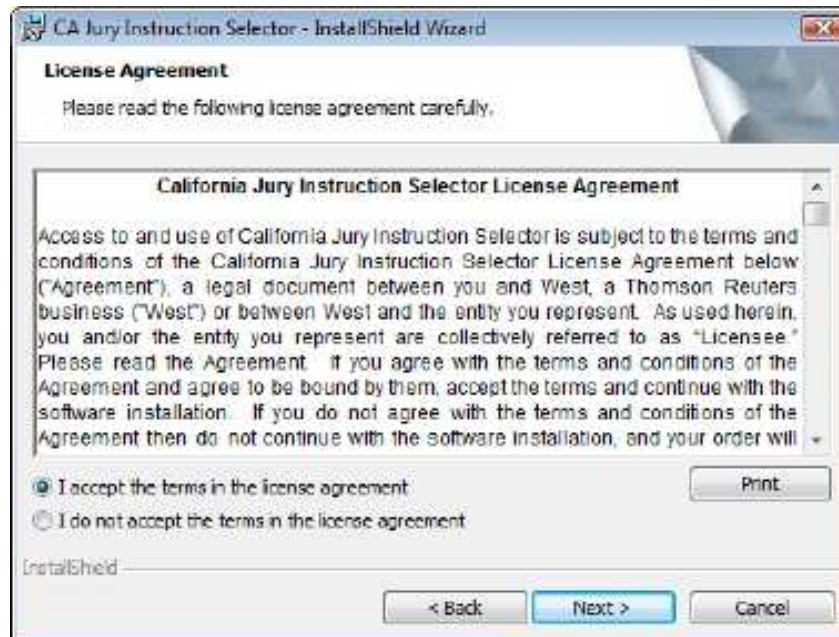 CA Jury Instruction Selector - InstallShield Wizard
License Agreement
Please read the following license agreement carefully.
California Jury Instruction Selector License Agreement
Access to and use of California Jury Instruction Selector is subject to the terms and
conditions of the California Jury Instruction Selector License Agreement below
("Agreement"), a legal document between you and West, a Thomson Reuters
business ("West") or between West and the entity you represent. As used herein,
you and/or the entity you represent are collectively referred to as "Licensee."
Please read the Agreement. If you agree with the terms and conditions of the
Agreement and agree to be bound by them, accept the terms and continue with the
software installation. If you do not agree with the terms and conditions of the
Agreement then do not continue with the software installation, and your order will
I accept the terms in the license agreement
Print
I do not accept the terms in the license agreement
InstallShield
< Back
Next >
Cancel